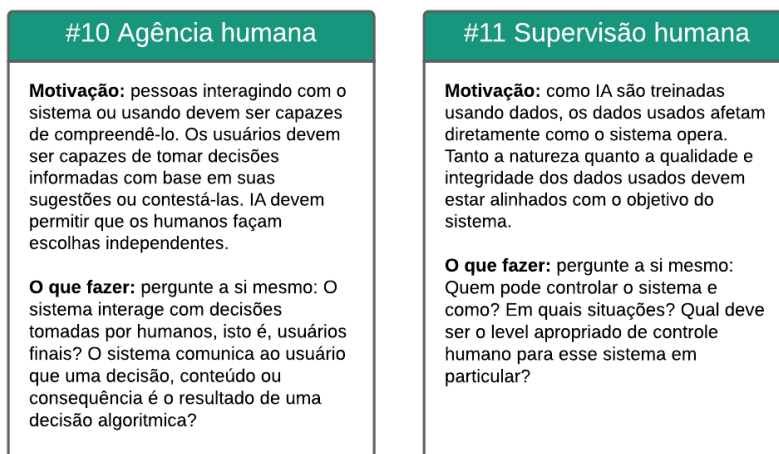 #10 Agência humana
Motivação: pessoas interagindo com o
sistema ou usando devem ser capazes
de compreendê-lo. Os usuários devem
ser capazes de tomar decisões
informadas com base em suas
sugestões ou contestá-las. IA devem
permitir que os humanos façam
escolhas independentes.
O que fazer: pergunte a si mesmo: O
sistema interage com decisões
tomadas por humanos, isto é, usuários
finais? O sistema comunica ao usuário
que uma decisão, conteúdo ou
consequência é o resultado de uma
decisão algoritmica?
#11 Supervisão humana
Motivação: como IA são treinadas
usando dados, os dados usados afetam
diretamente como o sistema opera.
Tanto a natureza quanto a qualidade e
integridade dos dados usados devem
estar alinhados com o objetivo do
sistema.
O que fazer: pergunte a si mesmo:
Quem pode controlar o sistema e
como? Em quais situações? Qual deve
ser o level apropriado de controle
humano para esse sistema em
particular?